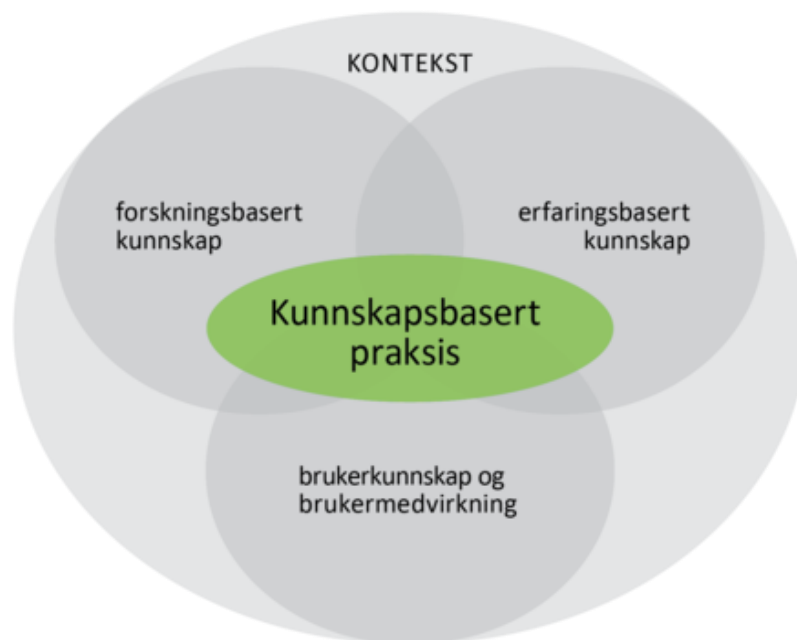 KONTEKST
forskningsbasert
kunnskap
erfaringsbasert
kunnskap
Kunnskapsbasert
praksis
brukerkunnskap og
brukermedvirkning